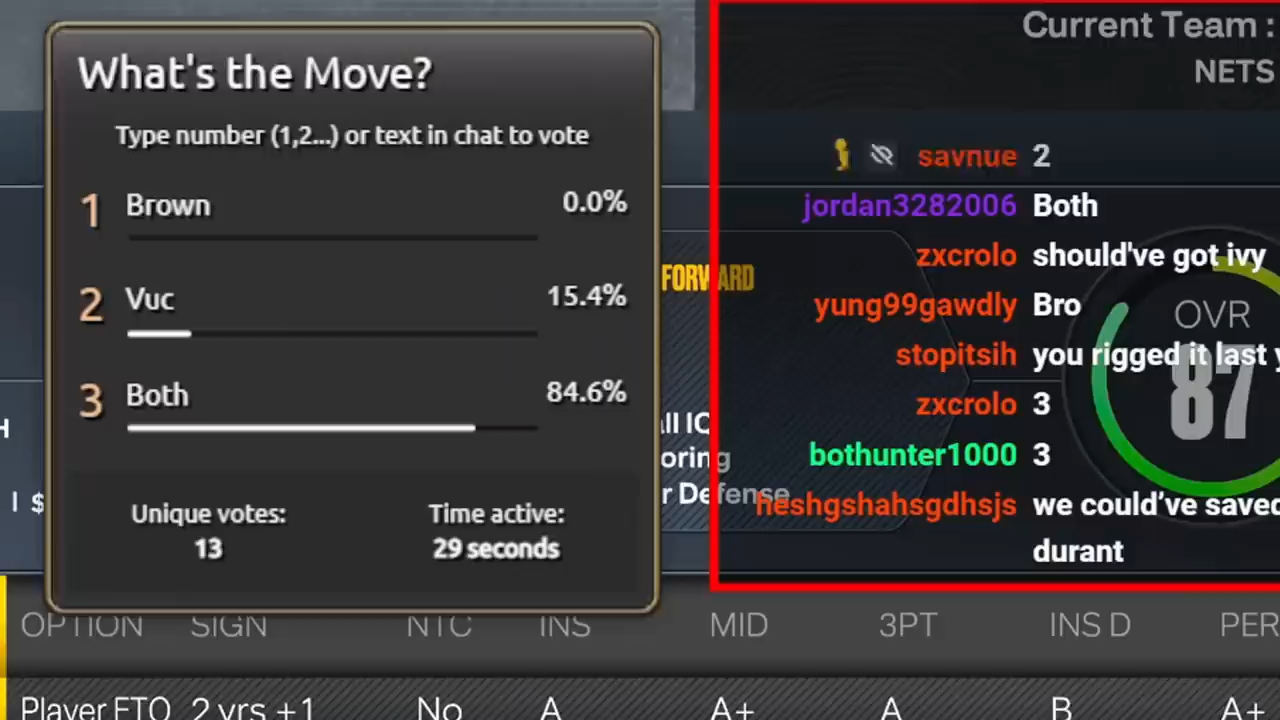 What's the Move?
Type number (1,2...) or text in chat to vote
1 Brown 0.0%
2 Vuc 15.4%
3 Both 84.6%
Unique votes: Time active:
13 29 seconds
Current Team :
NETS
savnue 2
jordan3282006 Both
zxcrolo should've got ivy
yung99gawdly Bro
stopitsih you rigged it last
zxcrolo 3
bothunter1000 3
heshgshahsgdhsjs we could’ve saved
durant
FORWARD
OVR
87
IQ
Defense
$
OPTION SIGN NTC INS MID 3PT INS D PER
Player ETO 2 yrs +1 No A A+ A B A+